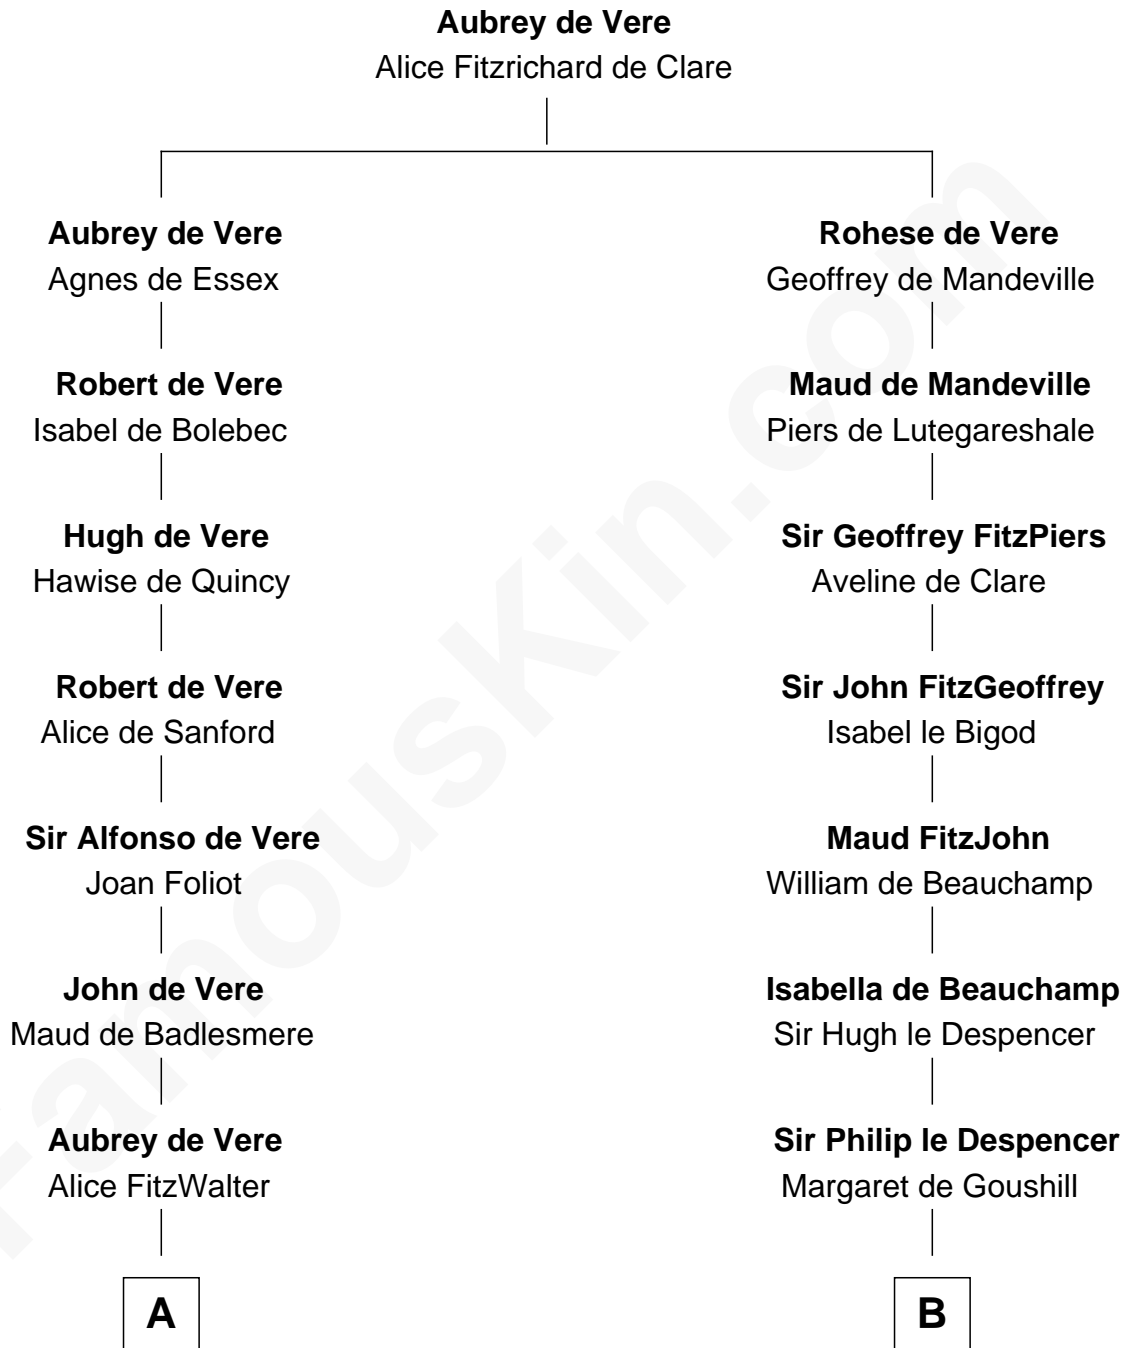 Aubrey de Vere
Alice Fitzrichard de Clare
Aubrey de Vere
Agnes de Essex
Rohese de Vere
Geoffrey de Mandeville
Robert de Vere
Isabel de Bolebec
Maud de Mandeville
Piers de Lutegareshale
Hugh de Vere
Hawise de Quincy
Sir Geoffrey FitzPiers
Aveline de Clare
Robert de Vere
Alice de Sanford
Sir John FitzGeoffrey
Isabel le Bigod
Sir Alfonso de Vere
Joan Foliot
Maud FitzJohn
William de Beauchamp
John de Vere
Maud de Badlesmere
Isabella de Beauchamp
Sir Hugh le Despencer
Aubrey de Vere
Alice FitzWalter
Sir Philip le Despencer
Margaret de Goushill
A
B
FamousKin.com